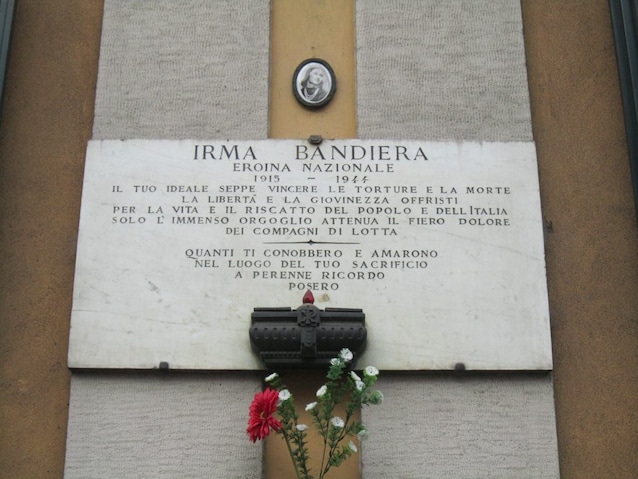 IRMA BANDIERA
EROINA NAZIONALE
1915 - 1944
IL TUO IDEALE SEPPE VINCERE LE TORTURE E LA MORTE
LA LIBERTÀ E LA GIOVINEZZA OFFRISTI
PER LA VITA E IL RISCATTO DEL POPOLO E DELL'ITALIA
SOLO L'IMMENSO ORGOGLIO ATTENUA IL FIERO DOLORE
DEI COMPAGNI DI LOTTA
QUANTI TI CONOBBERO E AMARONO
NEL LUOGO DEL TUO SACRIFICIO
A PERENNE RICORDO
POSERO